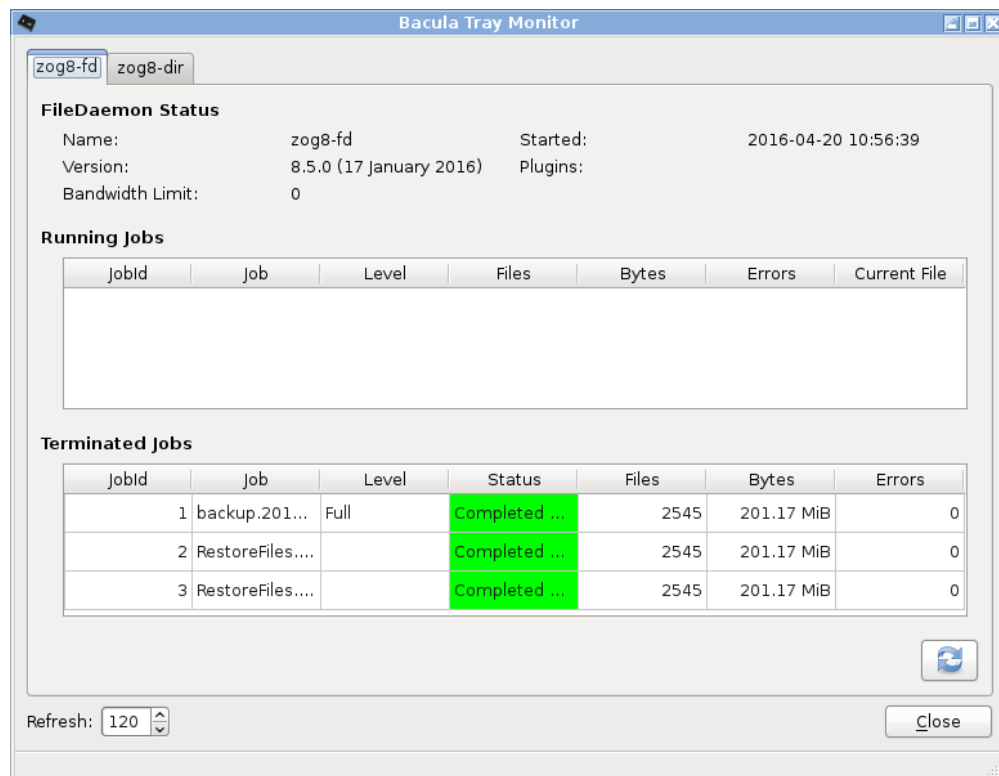 Bacula Tray Monitor
zog8-fd zog8-dir
FileDaemon Status
Name: zog8-fd Started: 2016-04-20 10:56:39
Version: 8.5.0 (17 January 2016) Plugins:
Bandwidth Limit: 0
Running Jobs
JobId Job Level Files Bytes Errors Current File
Terminated Jobs
JobId Job Level Status Files Bytes Errors
1 backup.201... Full Completed ... 2545 201.17 MiB 0
2 RestoreFiles.... Completed ... 2545 201.17 MiB 0
3 RestoreFiles.... Completed ... 2545 201.17 MiB 0
Refresh: 120 Close